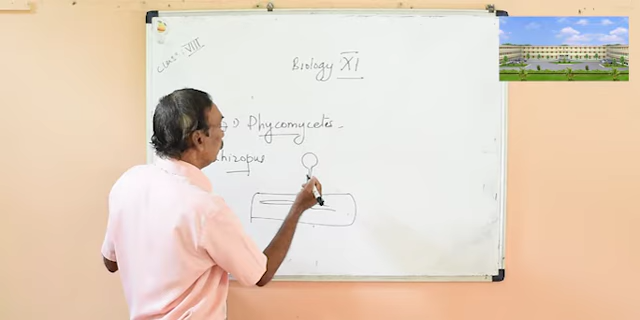 Class : VIII
Biology XI
) Phycomycetes -
hizopus